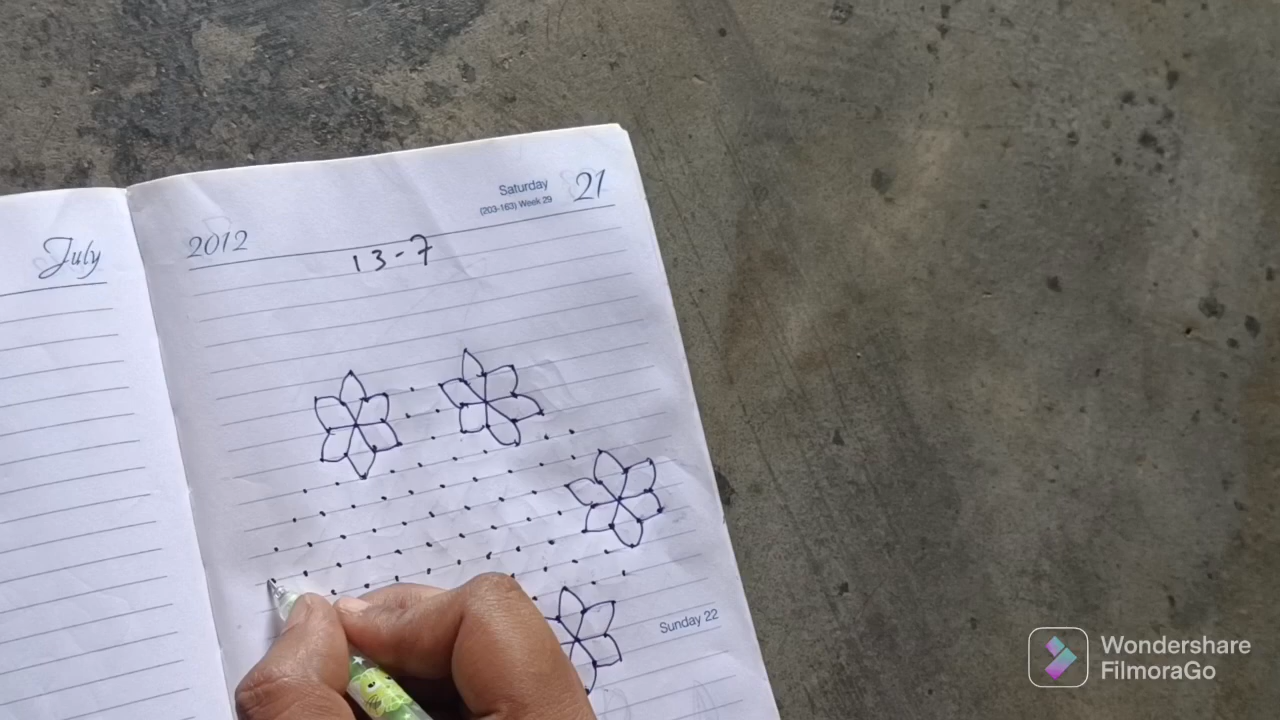 July
2012
Saturday 21
(203-163) Week 29
13-7
Sunday 22
Wondershare
FilmoraGo